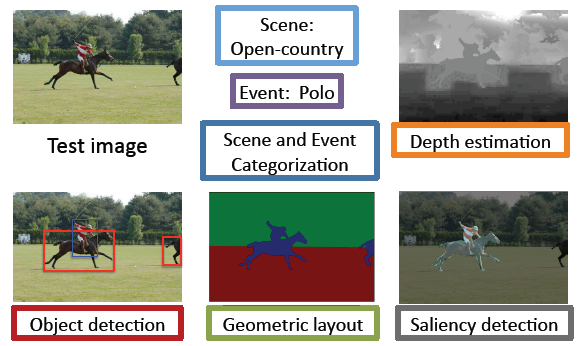 Scene:
Open-country
Event: Polo
Test image
Scene and Event
Categorization
Depth estimation
Object detection
Geometric layout
Saliency detection